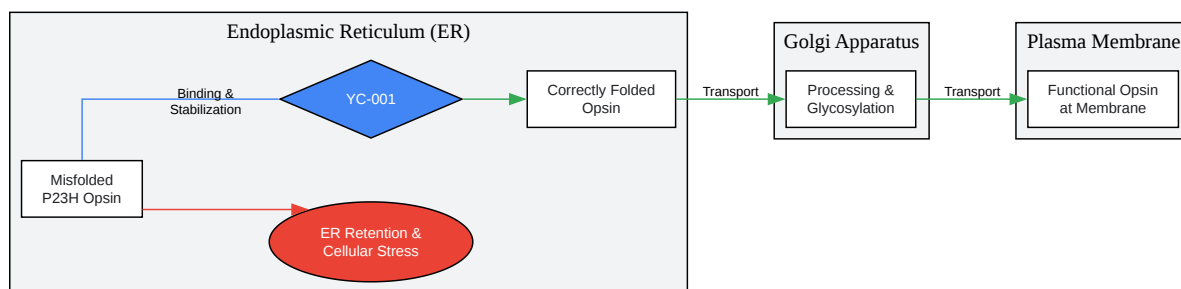 Endoplasmic Reticulum (ER)
Golgi Apparatus
Plasma Membrane
Binding &
Stabilization
YC-001
Correctly Folded
Opsin
Transport
Processing &
Glycosylation
Transport
Functional Opsin
at Membrane
Misfolded
P23H Opsin
ER Retention &
Cellular Stress